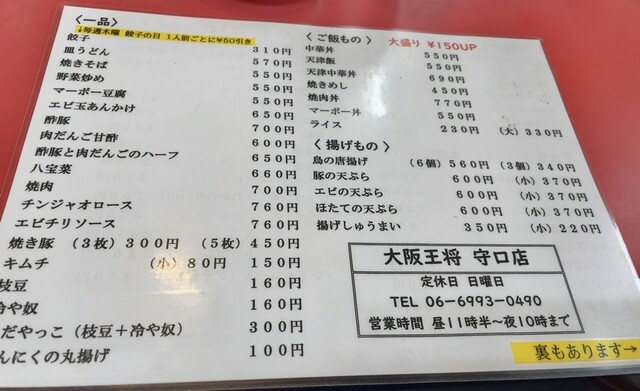 〈一品〉
↓毎週木曜 餃子の日 1人前ごとに¥50引き
餃子 310円
皿うどん 570円
焼きそば 550円
野菜炒め 550円
マーボー豆腐 550円
エビ玉あんかけ 650円
酢豚 700円
肉だんご甘酢 600円
酢豚と肉だんごのハーフ 650円
八宝菜 660円
焼肉 700円
チンジャオロース 760円
エビチリソース 760円
焼き豚 (3枚) 300円 (5枚) 450円
キムチ (小) 80円 150円
枝豆 160円
冷や奴 160円
だやっこ (枝豆+冷や奴) 300円
んにくの丸揚げ 100円
〈ご飯もの〉 大盛り ¥150UP
中華丼 550円
天津飯 550円
天津中華丼 690円
焼きめし 450円
焼肉丼 770円
マーボー丼 550円
ライス 230円 (大) 330円
〈揚げもの〉
鳥の唐揚げ (6個) 560円 (3個) 340円
豚の天ぷら 600円 (小) 370円
エビの天ぷら 600円 (小) 370円
ほたての天ぷら 600円 (小) 370円
揚げしゅうまい 350円 (小) 220円
大阪王将 守口店
定休日 日曜日
TEL 06-6993-0490
営業時間 昼11時半～夜10時まで
裏もあります→